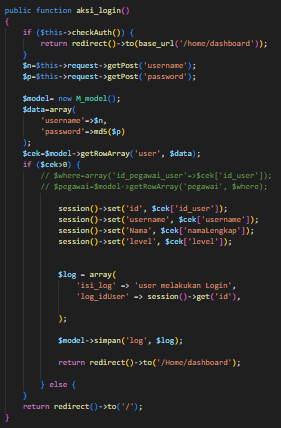 public function aksi_login()
{
    if ($this->checkAuth()) {
        return redirect()->to(base_url('/home/dashboard'));
    }
    $n=$this->request->getPost('username');
    $p=$this->request->getPost('password');

    $model= new M_model();
    $data=array(
        'username'=>$n,
        'password'=>md5($p)
    );
    $cek=$model->getRowArray('user', $data);
    if ($cek>0) {
        // $where=array('id_pegawai_user'=>$cek['id_user']);
        // $pegawai=$model->getRowArray('pegawai', $where);

            session()->set('id', $cek['id_user']);
            session()->set('username', $cek['username']);
            session()->set('Nama', $cek['namaLengkap']);
            session()->set('level', $cek['level']);


            $log = array(
                'isi_log' => 'user melakukan Login',
                'log_idUser' => session()->get('id'),

            );

            $model->simpan('log', $log);

            return redirect()->to('/Home/dashboard');

        } else {
    }
    return redirect()->to('/');
}